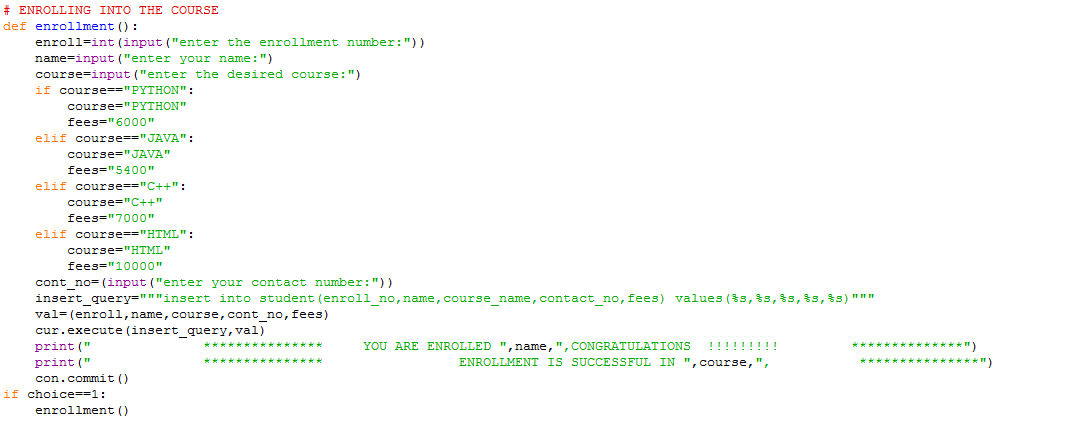 # ENROLLING INTO THE COURSE
def enrollment():
    enroll=int(input("enter the enrollment number:"))
    name=input("enter your name:")
    course=input("enter the desired course:")
    if course=="PYTHON":
        course="PYTHON"
        fees="6000"
    elif course=="JAVA":
        course="JAVA"
        fees="5400"
    elif course=="C++":
        course="C++"
        fees="7000"
    elif course=="HTML":
        course="HTML"
        fees="10000"
    cont_no=(input("enter your contact number:"))
    insert_query="""insert into student(enroll_no,name,course_name,contact_no,fees) values(%s,%s,%s,%s,%s)"""
    val=(enroll,name,course,cont_no,fees)
    cur.execute(insert_query,val)
    print("              ***************     YOU ARE ENROLLED ",name,",CONGRATULATIONS  !!!!!!!!!         **************")
    print("              ***************                 ENROLLMENT IS SUCCESSFUL IN ",course,",           ***************")
    con.commit()
if choice==1:
    enrollment()